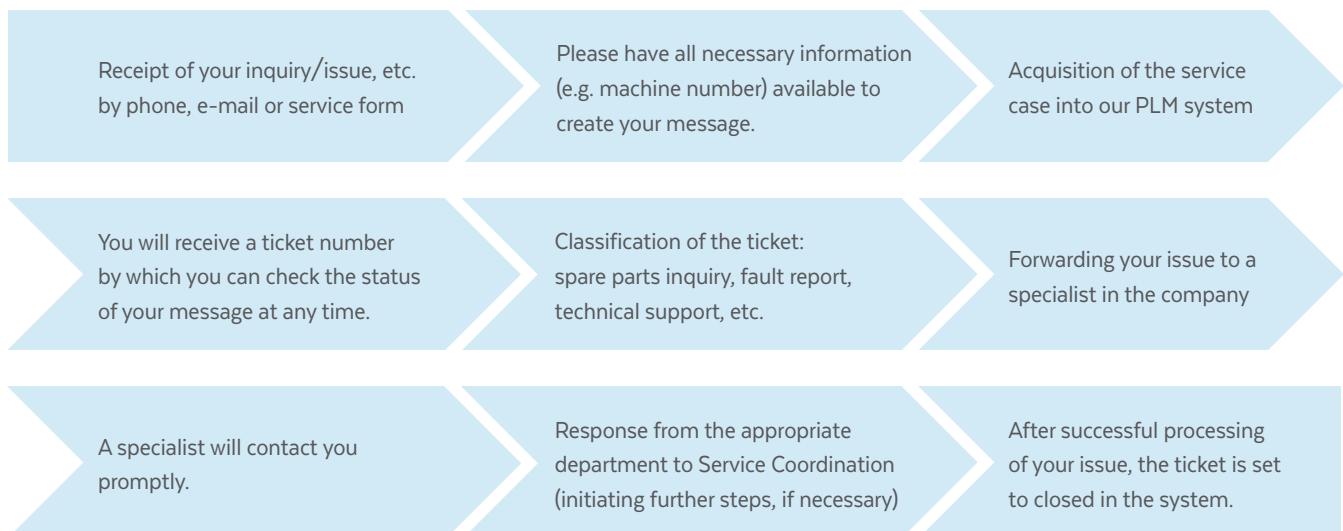 Receipt of your inquiry/issue, etc.
by phone, e-mail or service form
Please have all necessary information
(e.g. machine number) available to
create your message.
Acquisition of the service
case into our PLM system
You will receive a ticket number
by which you can check the status
of your message at any time.
Classification of the ticket:
spare parts inquiry, fault report,
technical support, etc.
Forwarding your issue to a
specialist in the company
A specialist will contact you
promptly.
Response from the appropriate
department to Service Coordination
(initiating further steps, if necessary)
After successful processing
of your issue, the ticket is set
to closed in the system.